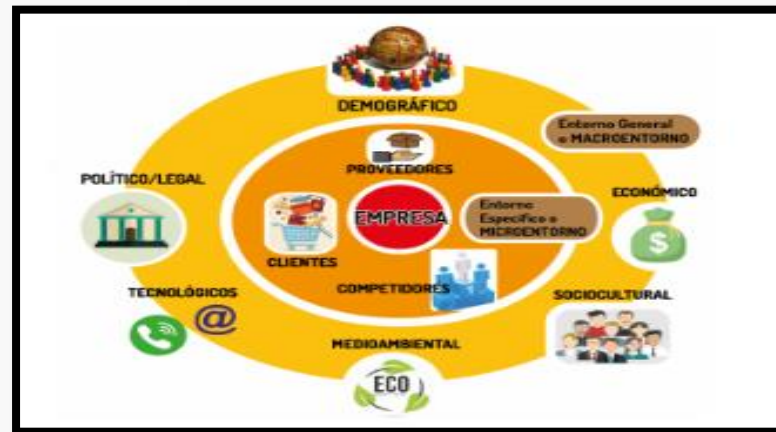 DEMOGRÁFICO
Entorno General
o MACROENTORNO
PROVEEDORES
POLÍTICO/LEGAL
ECONÓMICO
EMPRESA
Entorno
Específico o
MICROENTORNO
$
CLIENTES
TECNOLÓGICOS
COMPETIDORES
SOCIOCULTURAL
@
MEDIOAMBIENTAL
ECO